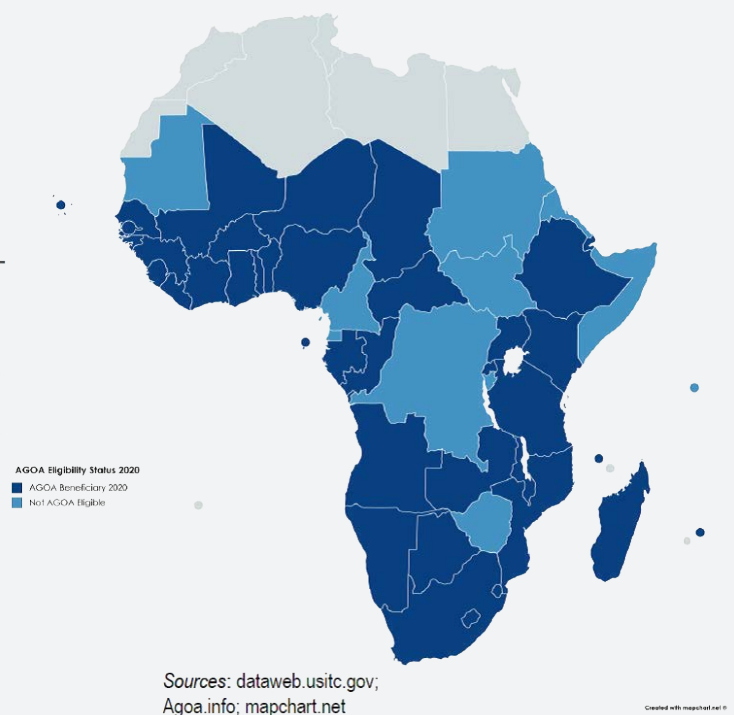 AGOA Eligibility Status 2020
AGOA Beneficiary 2020
Not AGOA Eligible
Sources: dataweb.usitc.gov;
Agoa.info; mapchart.net
Created with mapchart.net ©